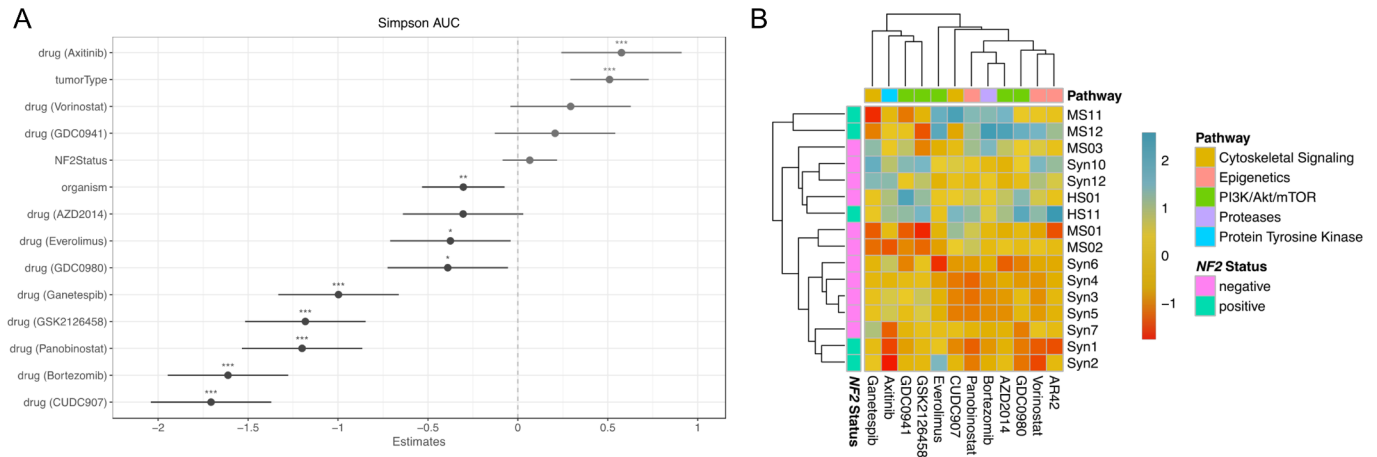 A
Simpson AUC
drug (Axitinib)
***
tumorType
***
drug (Vorinostat)
drug (GDC0941)
NF2Status
organism
**
drug (AZD2014)
drug (Everolimus)
*
drug (GDC0980)
*
drug (Ganetespib)
***
drug (GSK2126458)
***
drug (Panobinostat)
***
drug (Bortezomib)
***
drug (CUDC907)
***
−2 −1.5 −1 −0.5 0 0.5 1
Estimates
B
Pathway
MS11
MS12
MS03
Syn10
Syn12
HS01
HS11
MS01
MS02
Syn6
Syn4
Syn3
Syn5
Syn7
Syn1
Syn2
NF2 Status
Ganetespib
Axitinib
GDC0941
GSK2126458
Everolimus
CUDC907
Panobinostat
Bortezomib
AZD2014
GDC0980
Vorinostat
AR42
2
1
0
−1
Pathway
Cytoskeletal Signaling
Epigenetics
PI3K/Akt/mTOR
Proteases
Protein Tyrosine Kinase
NF2 Status
negative
positive